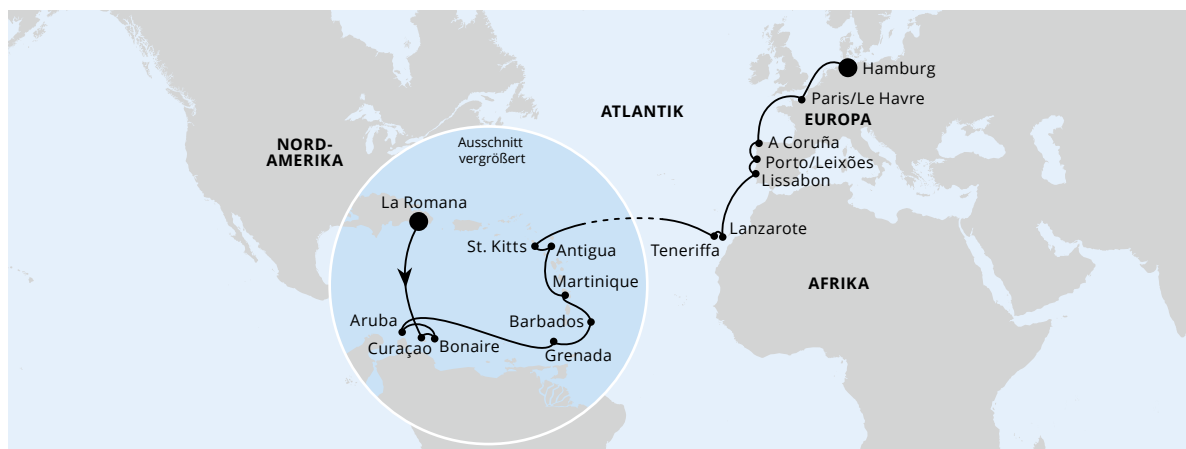 Hamburg
Paris/Le Havre
EUROPA
ATLANTIK
NORD-
AMERIKA
Ausschnitt
vergrößert
A Coruña
Porto/Leixões
Lissabon
La Romana
Lanzarote
Teneriffa
St. Kitts
Antigua
Martinique
AFRIKA
Aruba
Barbados
Curaçao
Bonaire
Grenada